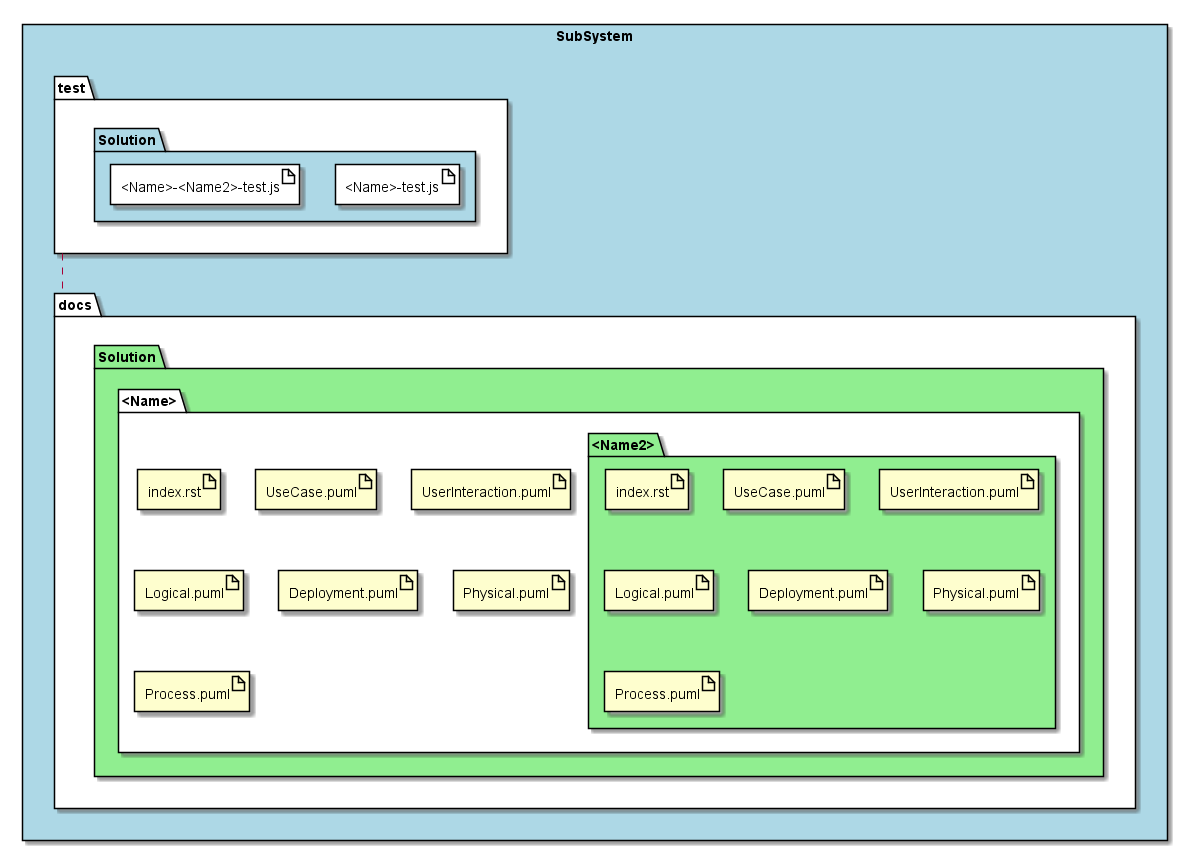 SubSystem
test
Solution
<Name>-<Name2>-test.js
<Name>-test.js
docs
Solution
<Name>
<Name2>
index.rst
UseCase.puml
UserInteraction.puml
index.rst
UseCase.puml
UserInteraction.puml
Logical.puml
Deployment.puml
Physical.puml
Logical.puml
Deployment.puml
Physical.puml
Process.puml
Process.puml